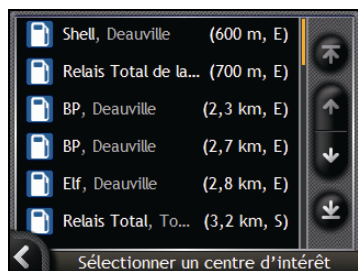 Shell, Deauville (600 m, E)
Relais Total de la... (700 m, E)
BP, Deauville (2,3 km, E)
BP, Deauville (2,7 km, E)
Elf, Deauville (2,8 km, E)
Relais Total, To... (3,2 km, S)
Sélectionner un centre d'intérêt